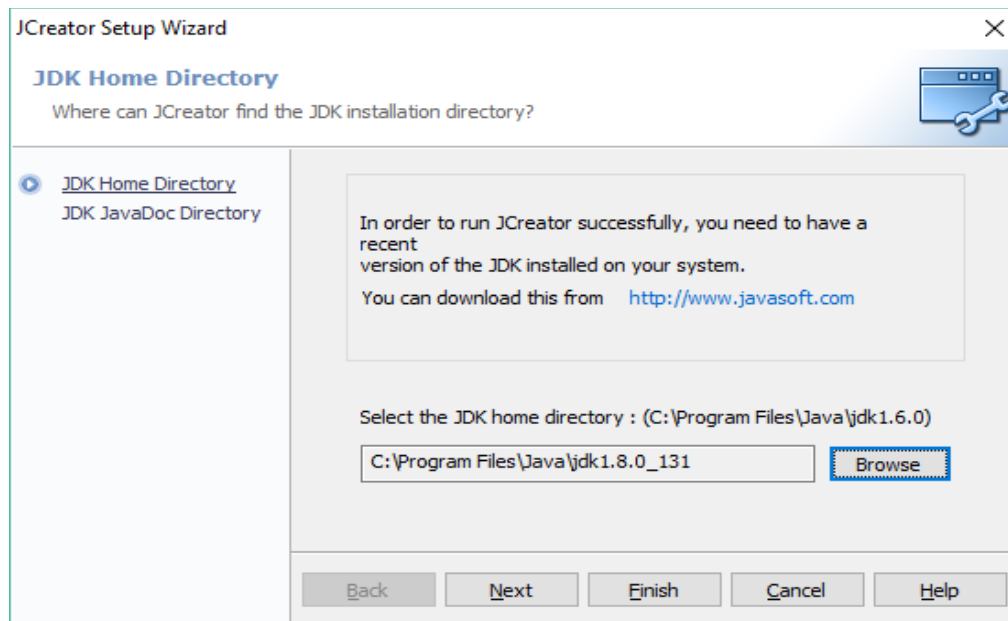 JCreator Setup Wizard
JDK Home Directory
Where can JCreator find the JDK installation directory?
JDK Home Directory
JDK JavaDoc Directory
In order to run JCreator successfully, you need to have a
recent
version of the JDK installed on your system.
You can download this from http://www.javasoft.com
Select the JDK home directory : (C:\Program Files\Java\jdk1.6.0)
C:\Program Files\Java\jdk1.8.0_131
Browse
Back Next Finish Cancel Help